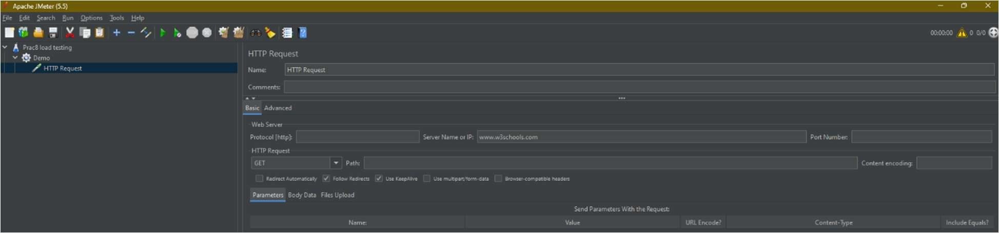 Apache JMeter (5.5)
File Edit Search Run Options Tools Help
00:00:00 0 0/0
Prac8 load testing
Demo
HTTP Request
HTTP Request
Name: HTTP Request
Comments:
Basic Advanced
Web Server
Protocol [http]: Server Name or IP: www.w3schools.com Port Number:
HTTP Request
GET Path: Content encoding:
Redirect Automatically Follow Redirects Use KeepAlive Use multipart/form-data Browser-compatible headers
Parameters Body Data Files Upload
Send Parameters With the Request:
Name: Value URL Encode? Content-Type Include Equals?